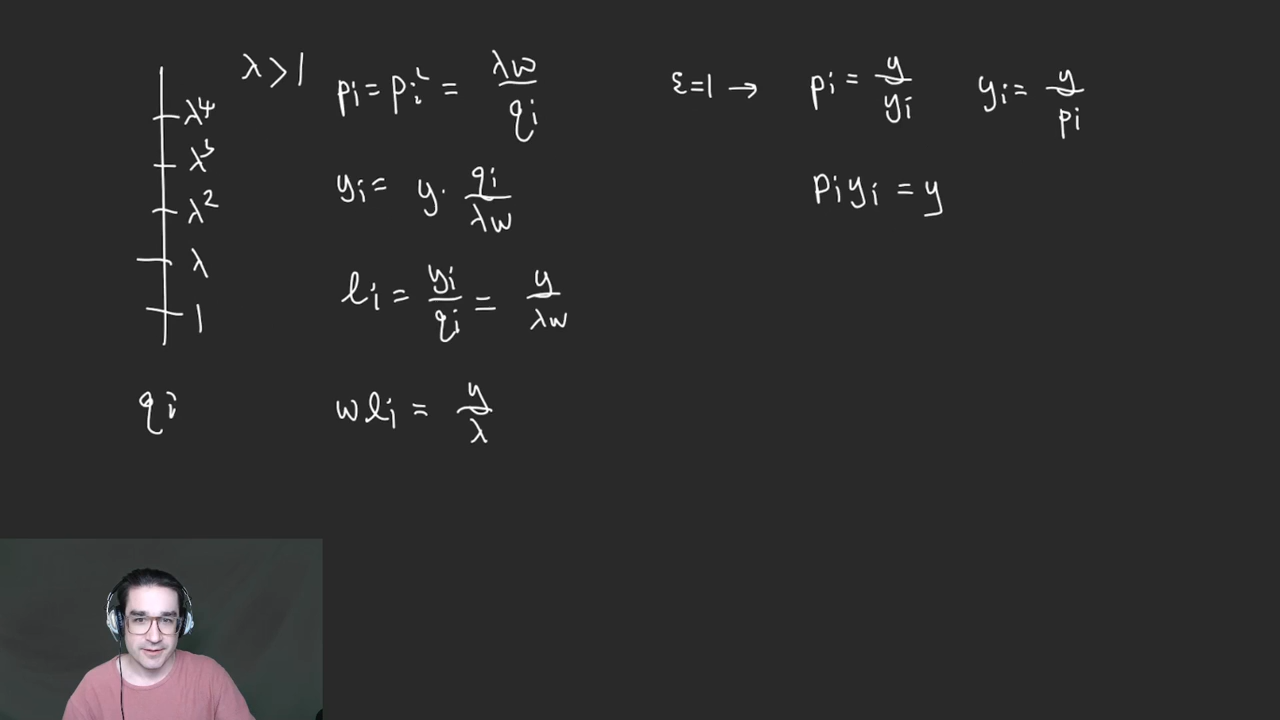 λ>1
λ⁴
λ³
λ²
λ
1
qᵢ
pᵢ = pᵢᴸ = λw/qᵢ
yᵢ = y · qᵢ/λw
lᵢ = yᵢ/qᵢ = y/λw
wlᵢ = y/λ
ε=1 → pᵢ = y/yᵢ yᵢ = y/pᵢ
pᵢyᵢ = y